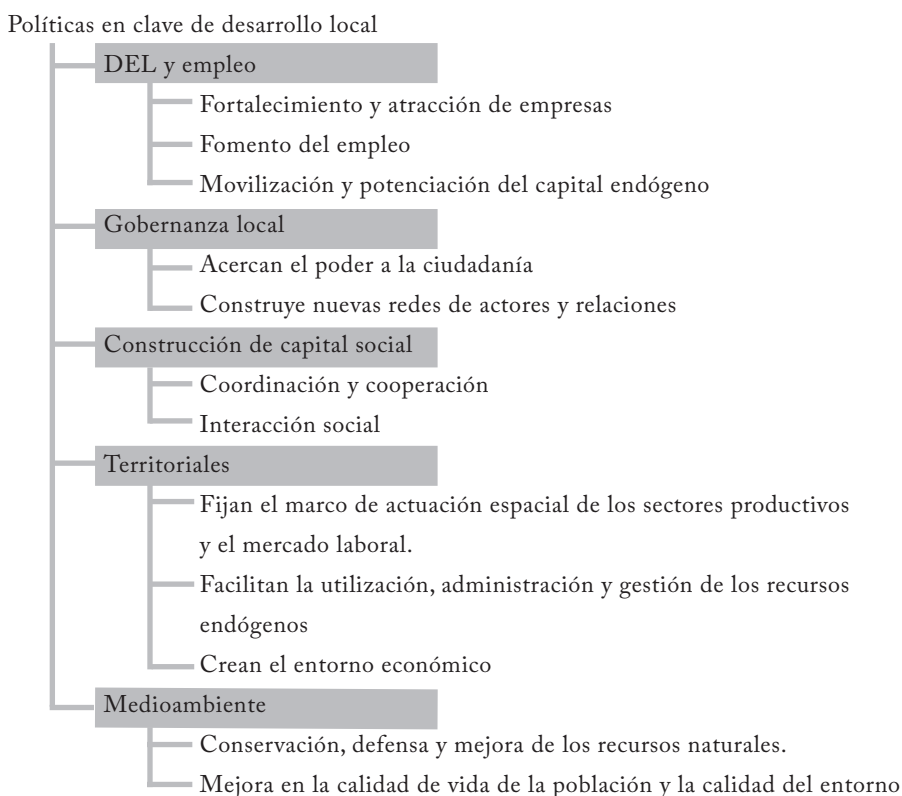 Políticas en clave de desarrollo local
DEL y empleo
Fortalecimiento y atracción de empresas
Fomento del empleo
Movilización y potenciación del capital endógeno
Gobernanza local
Acercan el poder a la ciudadanía
Construye nuevas redes de actores y relaciones
Construcción de capital social
Coordinación y cooperación
Interacción social
Territoriales
Fijan el marco de actuación espacial de los sectores productivos
y el mercado laboral.
Facilitan la utilización, administración y gestión de los recursos
endógenos
Crean el entorno económico
Medioambiente
Conservación, defensa y mejora de los recursos naturales.
Mejora en la calidad de vida de la población y la calidad del entorno